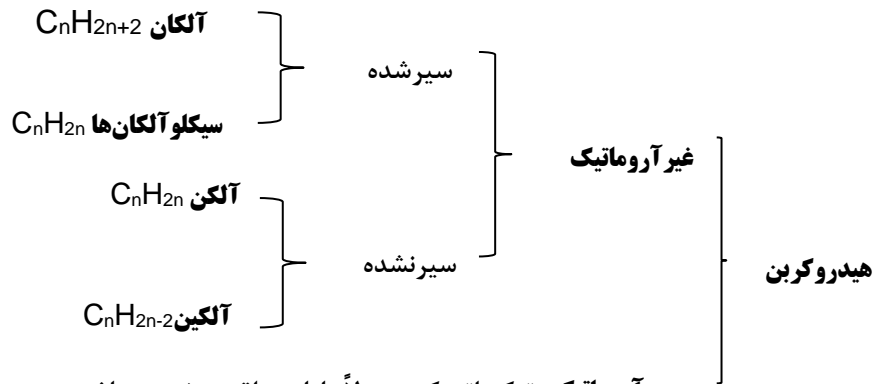 آلکان CnH2n+2
سیرشده
سیکلوآلکان‌ها CnH2n
غیرآروماتیک
آلکن CnH2n
سیرنشده
هیدروکربن
آلکین CnH2n-2